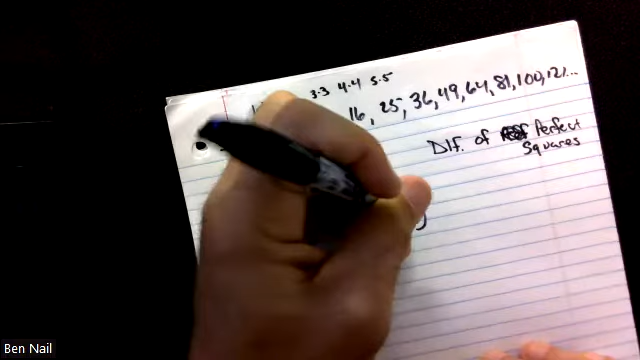 3·3 4·4 5·5
16, 25, 36, 49, 64, 81, 100, 121...
Dif. of Perfect
Squares
Ben Nail